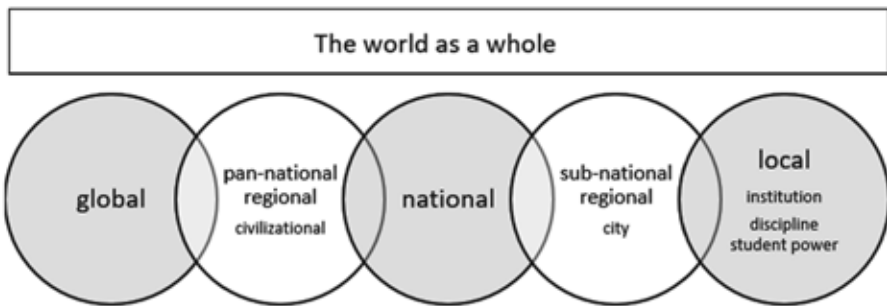 The world as a whole
global
pan-national
regional
civilizational
national
sub-national
regional
city
local
institution
discipline
student power